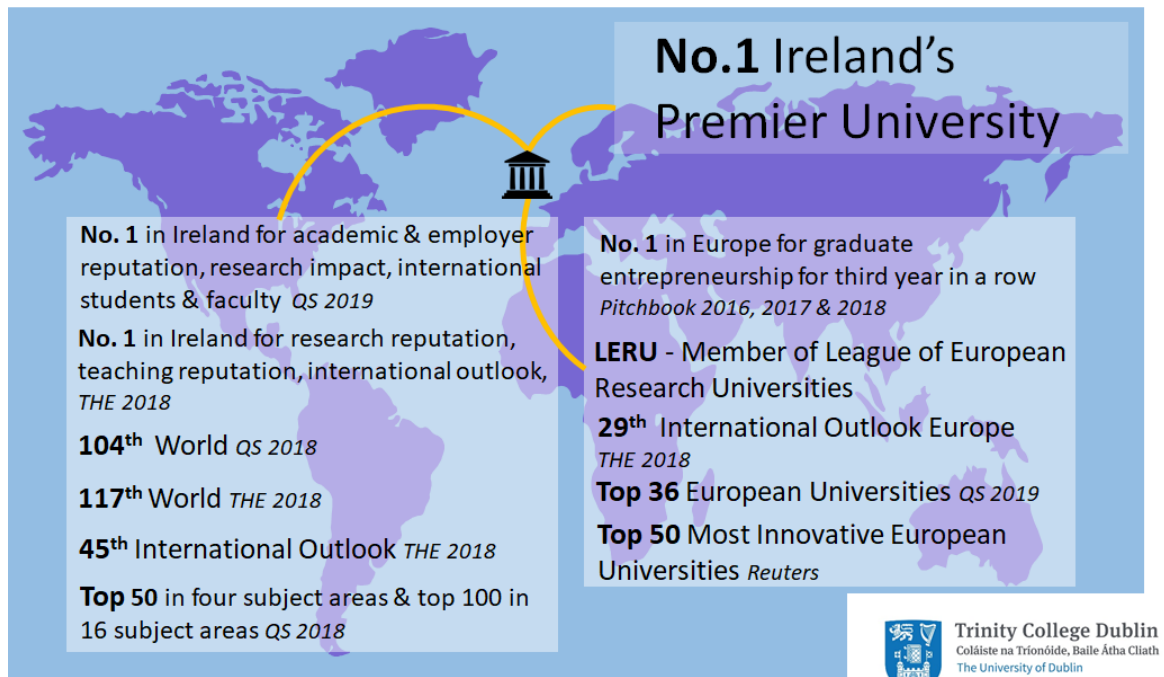 No.1 Ireland's
Premier University
No. 1 in Ireland for academic & employer
reputation, research impact, international
students & faculty QS 2019
No. 1 in Ireland for research reputation,
teaching reputation, international outlook,
THE 2018
104th World QS 2018
117th World THE 2018
45th International Outlook THE 2018
Top 50 in four subject areas & top 100 in
16 subject areas QS 2018
No. 1 in Europe for graduate
entrepreneurship for third year in a row
Pitchbook 2016, 2017 & 2018
LERU - Member of League of European
Research Universities
29th International Outlook Europe
THE 2018
Top 36 European Universities QS 2019
Top 50 Most Innovative European
Universities Reuters
Trinity College Dublin
Coláiste na Tríonóide, Baile Átha Cliath
The University of Dublin